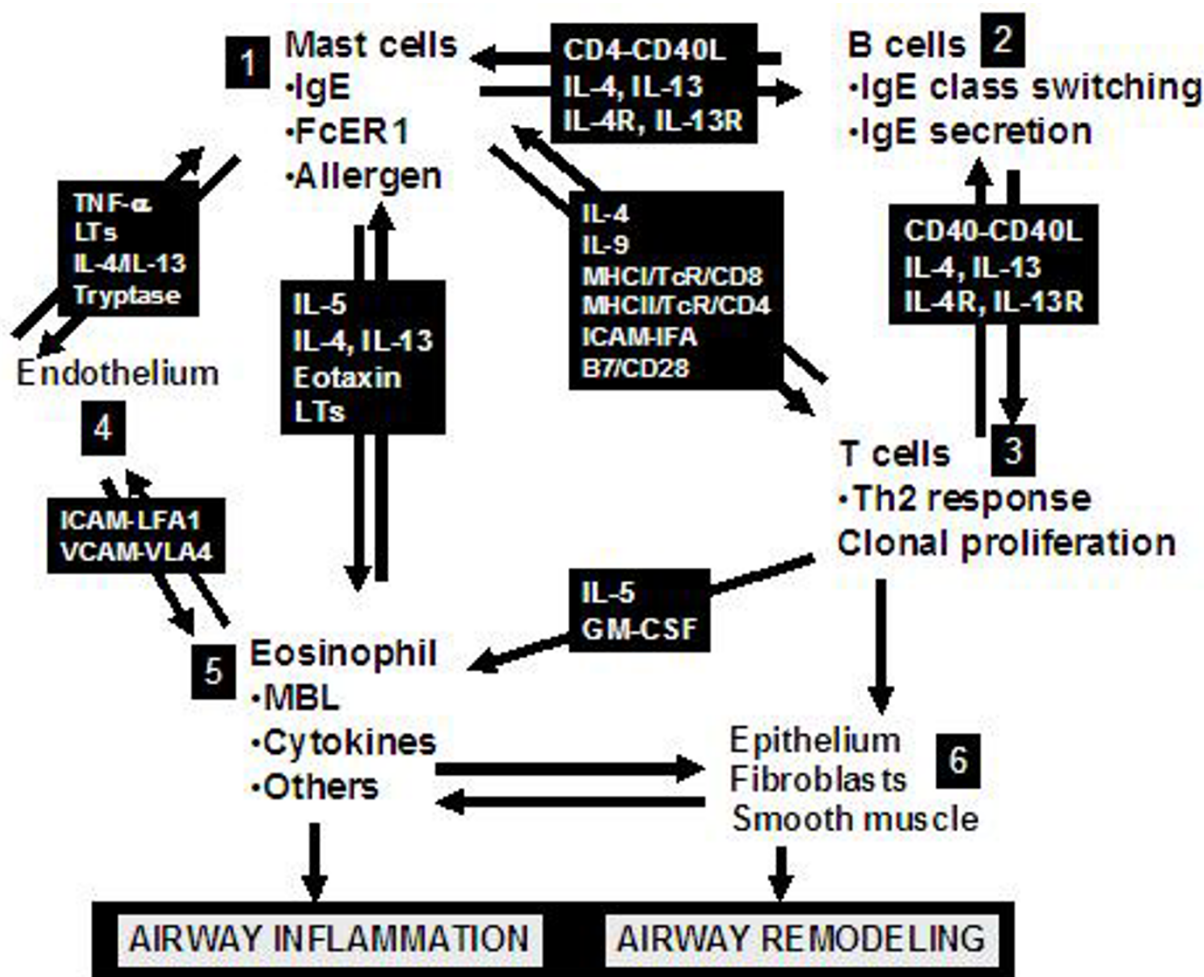 1
Mast cells
•IgE
•FcER1
•Allergen
CD4-CD40L
IL-4, IL-13
IL-4R, IL-13R
B cells 2
•IgE class switching
•IgE secretion
TNF-α
LTs
IL-4/IL-13
Tryptase
IL-5
IL-4, IL-13
Eotaxin
LTs
IL-4
IL-9
MHCI/TcR/CD8
MHCII/TcR/CD4
ICAM-IFA
B7/CD28
CD40-CD40L
IL-4, IL-13
IL-4R, IL-13R
Endothelium
4
T cells 3
•Th2 response
Clonal proliferation
ICAM-LFA1
VCAM-VLA4
IL-5
GM-CSF
5
Eosinophil
•MBL
•Cytokines
•Others
Epithelium
Fibroblasts
Smooth muscle
6
AIRWAY INFLAMMATION
AIRWAY REMODELING